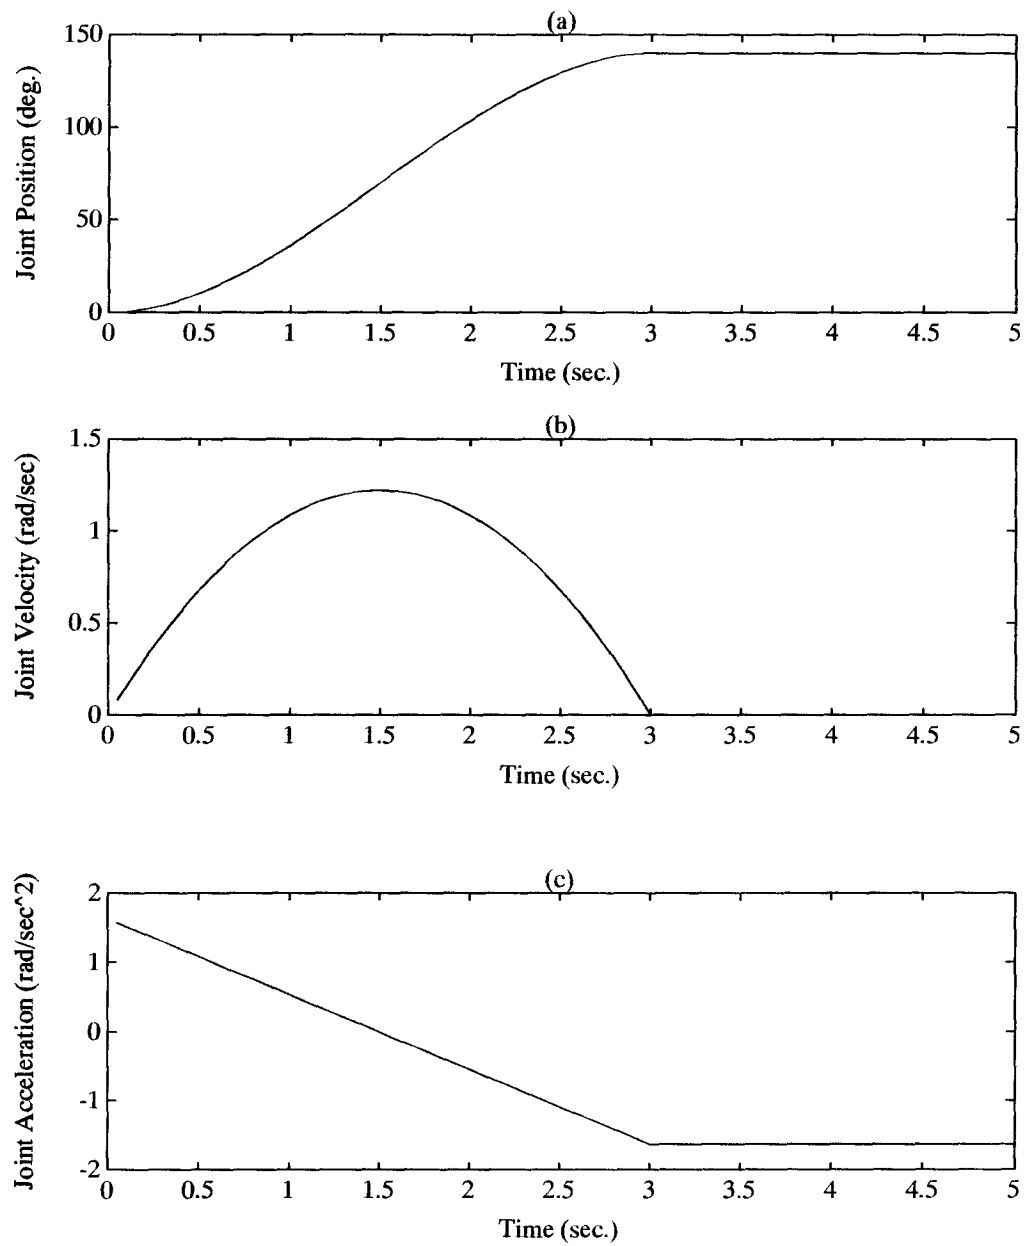 (a)
Joint Position (deg.)
150
100
50
0
0 0.5 1 1.5 2 2.5 3 3.5 4 4.5 5
Time (sec.)
(b)
Joint Velocity (rad/sec)
1.5
1
0.5
0
0 0.5 1 1.5 2 2.5 3 3.5 4 4.5 5
Time (sec.)
(c)
Joint Acceleration (rad/sec^2)
2
1
0
-1
-2
0 0.5 1 1.5 2 2.5 3 3.5 4 4.5 5
Time (sec.)